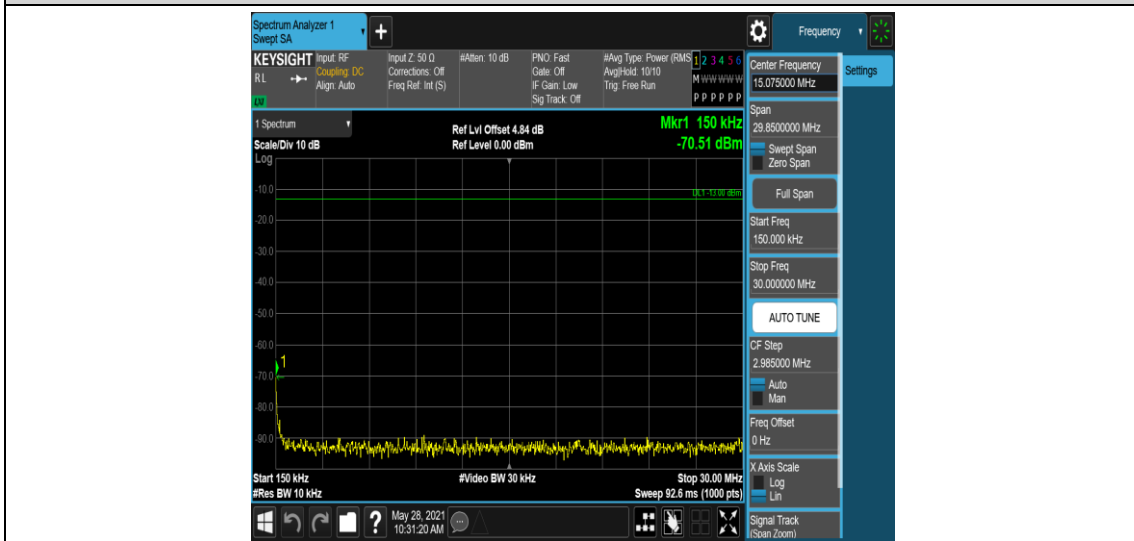 Spectrum Analyzer 1
Swept SA
+
Frequency
KEYSIGHT
RL
Input: RF
Coupling: DC
Align: Auto
Input Z: 50 Ω
Corrections: Off
Freq Ref: Int (S)
#Atten: 10 dB
PNO: Fast
Gate: Off
IF Gain: Low
Sig Track: Off
#Avg Type: Power (RMS
Avg|Hold: 10/10
Trig: Free Run
1 2 3 4 5 6
M W W W W W
P P P P P P
LXI
1 Spectrum
Scale/Div 10 dB
Log
Ref Lvl Offset 4.84 dB
Ref Level 0.00 dBm
Mkr1 150 kHz
-70.51 dBm
DL1 -13.00 dBm
-10.0
-20.0
-30.0
-40.0
-50.0
-60.0
1
-70.0
-80.0
-90.0
Start 150 kHz
#Res BW 10 kHz
#Video BW 30 kHz
Stop 30.00 MHz
Sweep 92.6 ms (1000 pts)
?
May 28, 2021
10:31:20 AM
Center Frequency
15.075000 MHz
Settings
Span
29.8500000 MHz
Swept Span
Zero Span
Full Span
Start Freq
150.000 kHz
Stop Freq
30.000000 MHz
AUTO TUNE
CF Step
2.985000 MHz
Auto
Man
Freq Offset
0 Hz
X Axis Scale
Log
Lin
Signal Track
(Span Zoom)